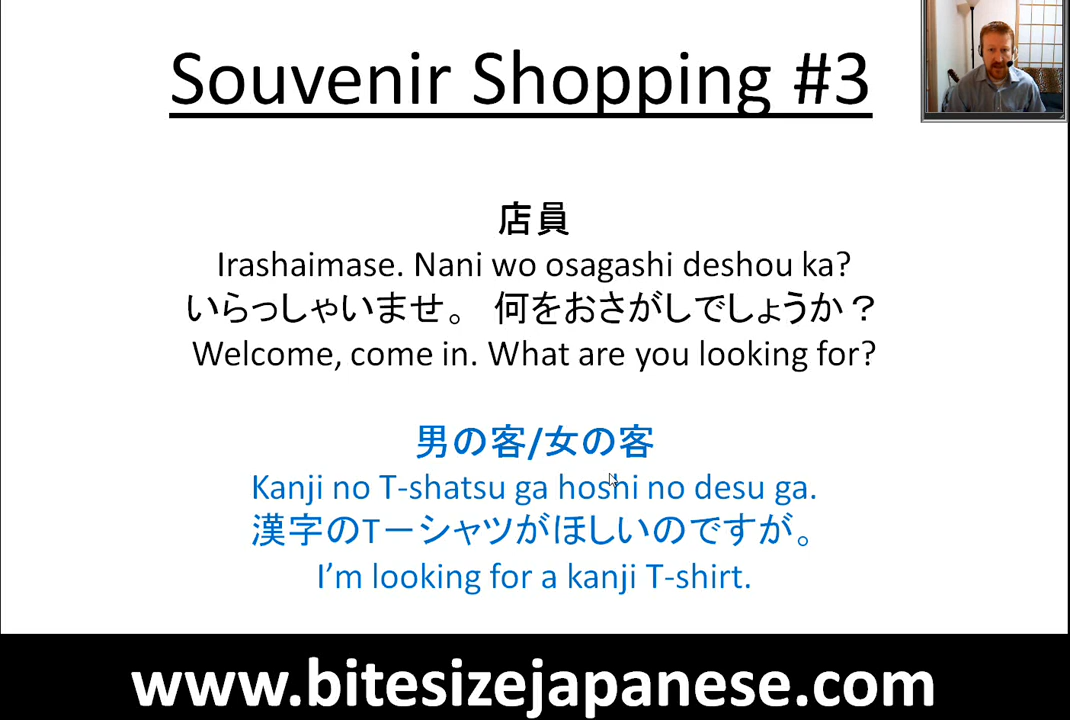 Souvenir Shopping #3
店員
Irashaimase. Nani wo osagashi deshou ka?
いらっしゃいませ。 何をおさがしでしょうか？
Welcome, come in. What are you looking for?
男の客/女の客
Kanji no T-shatsu ga hoshi no desu ga.
漢字のTーシャツがほしいのですが。
I'm looking for a kanji T-shirt.
www.bitesizejapanese.com